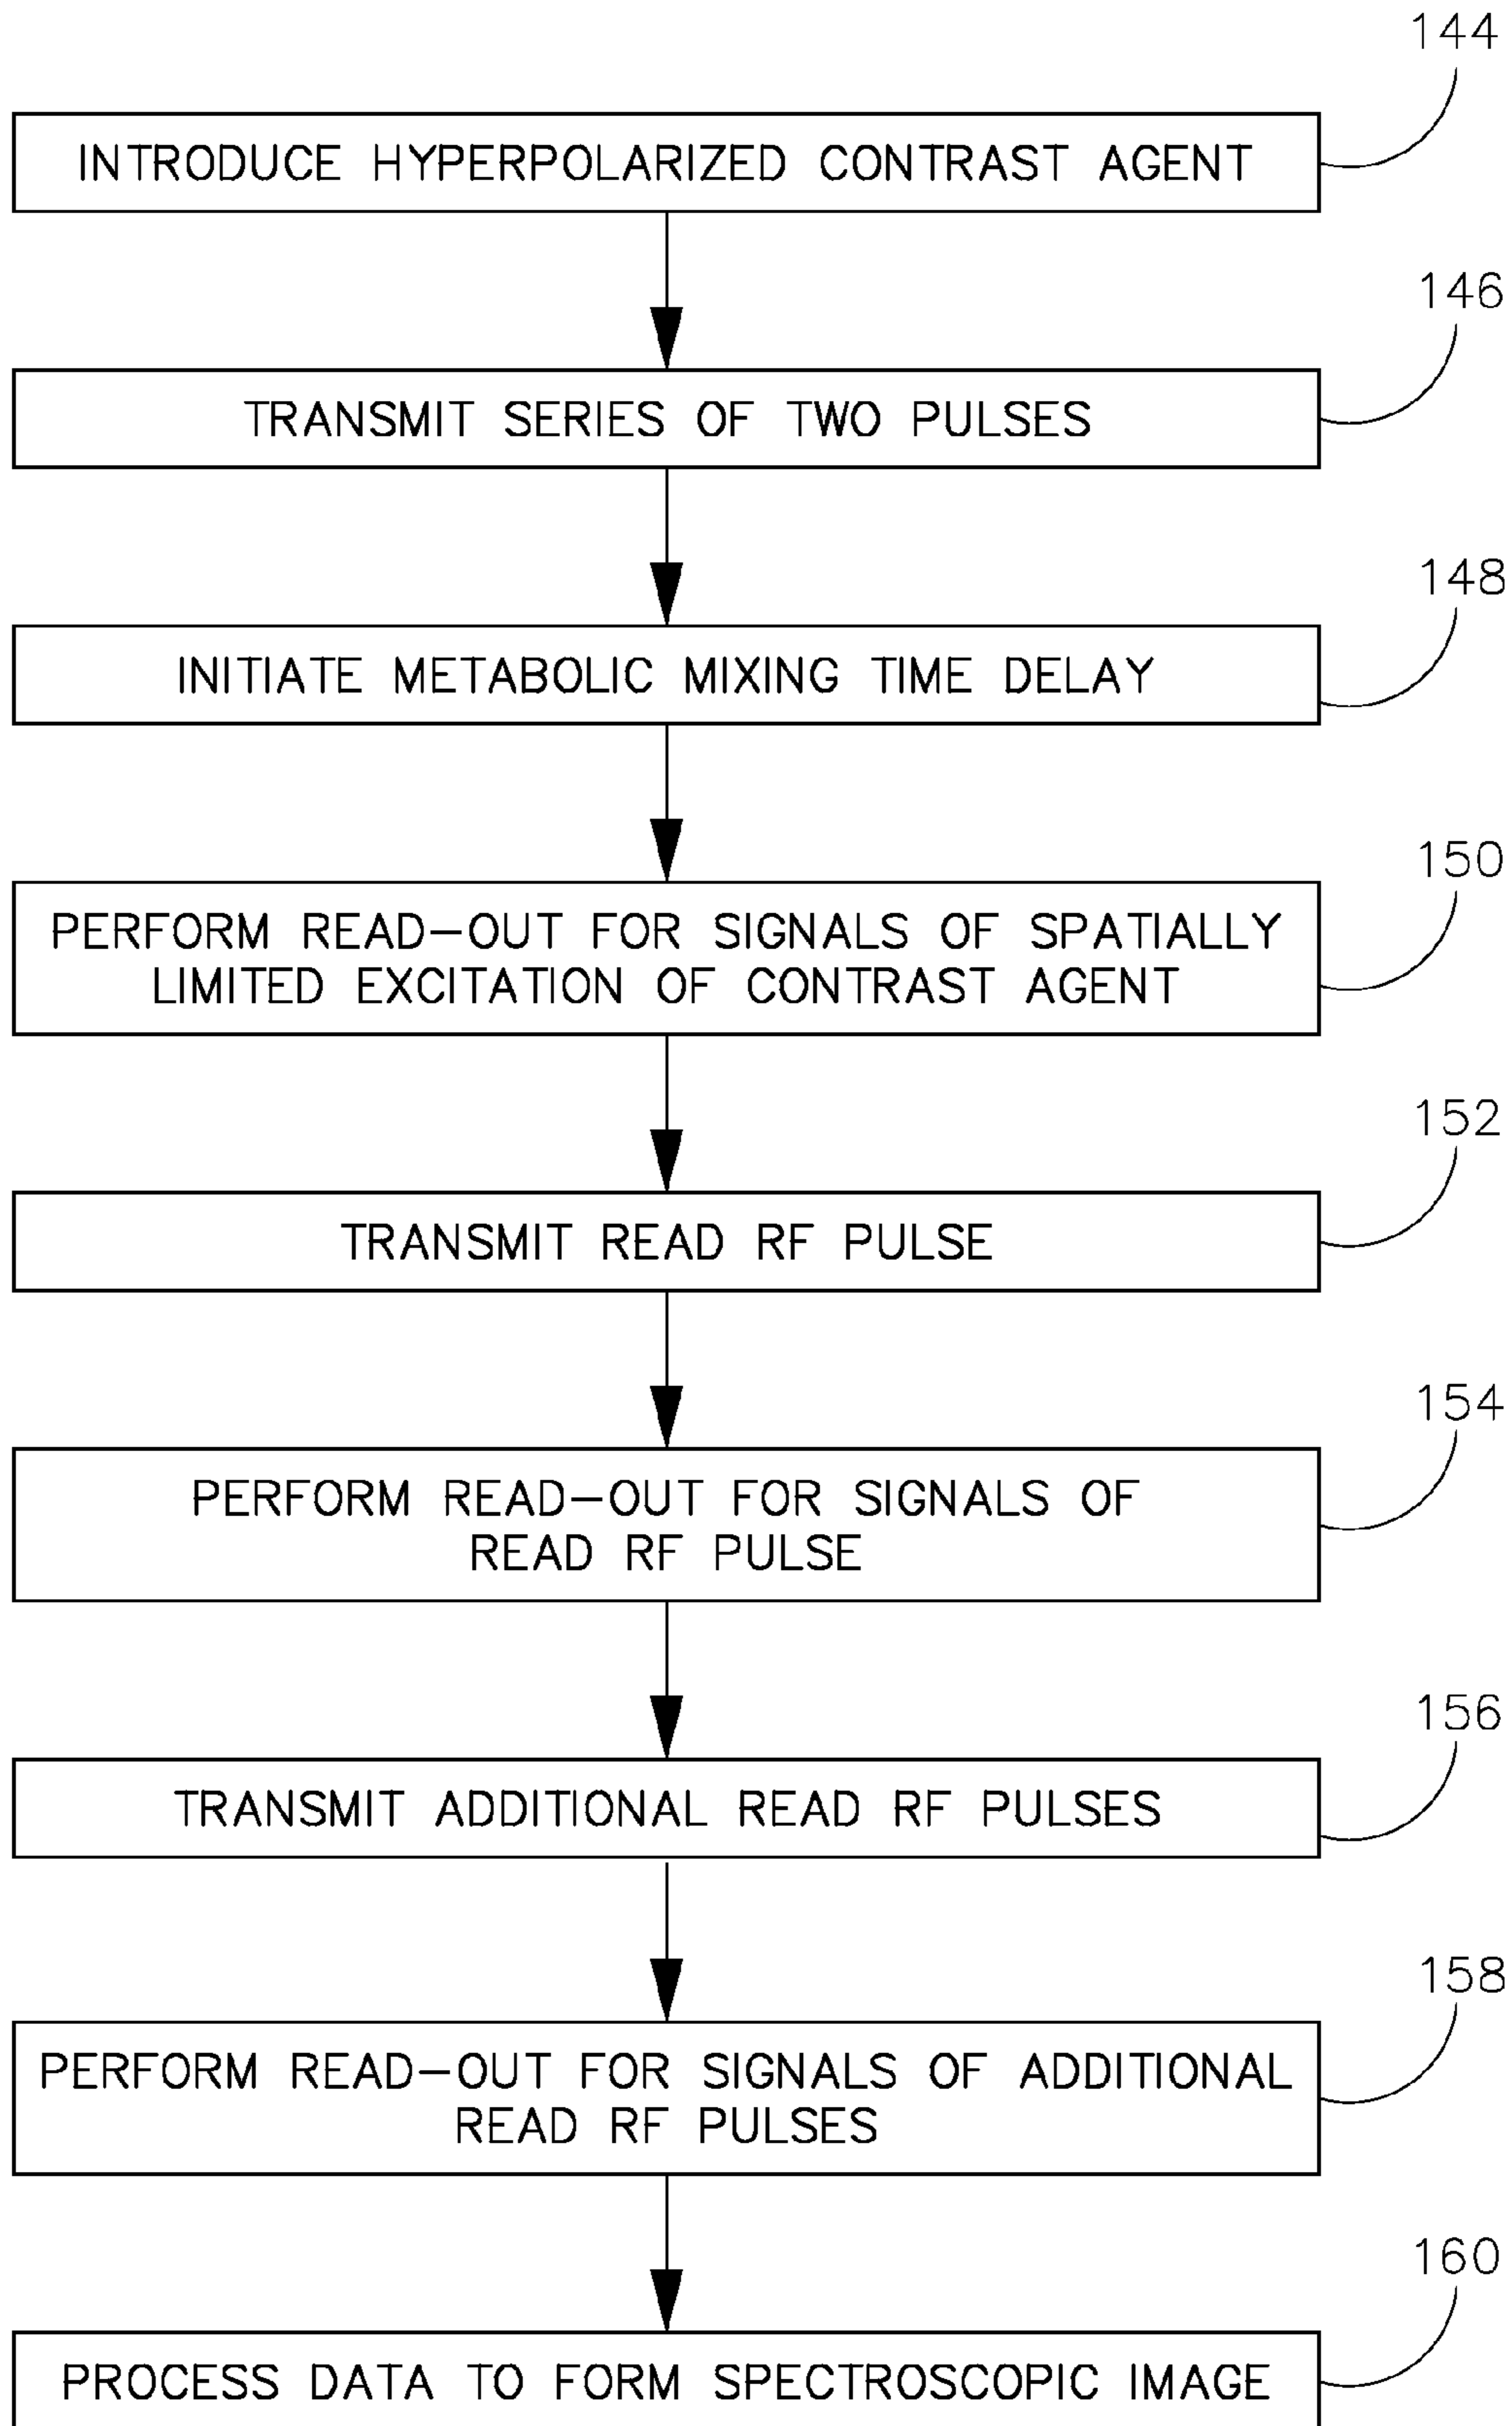 144
INTRODUCE HYPERPOLARIZED CONTRAST AGENT
146
TRANSMIT SERIES OF TWO PULSES
148
INITIATE METABOLIC MIXING TIME DELAY
150
PERFORM READ-OUT FOR SIGNALS OF SPATIALLY
LIMITED EXCITATION OF CONTRAST AGENT
152
TRANSMIT READ RF PULSE
154
PERFORM READ-OUT FOR SIGNALS OF
READ RF PULSE
156
TRANSMIT ADDITIONAL READ RF PULSES
158
PERFORM READ-OUT FOR SIGNALS OF ADDITIONAL
READ RF PULSES
160
PROCESS DATA TO FORM SPECTROSCOPIC IMAGE